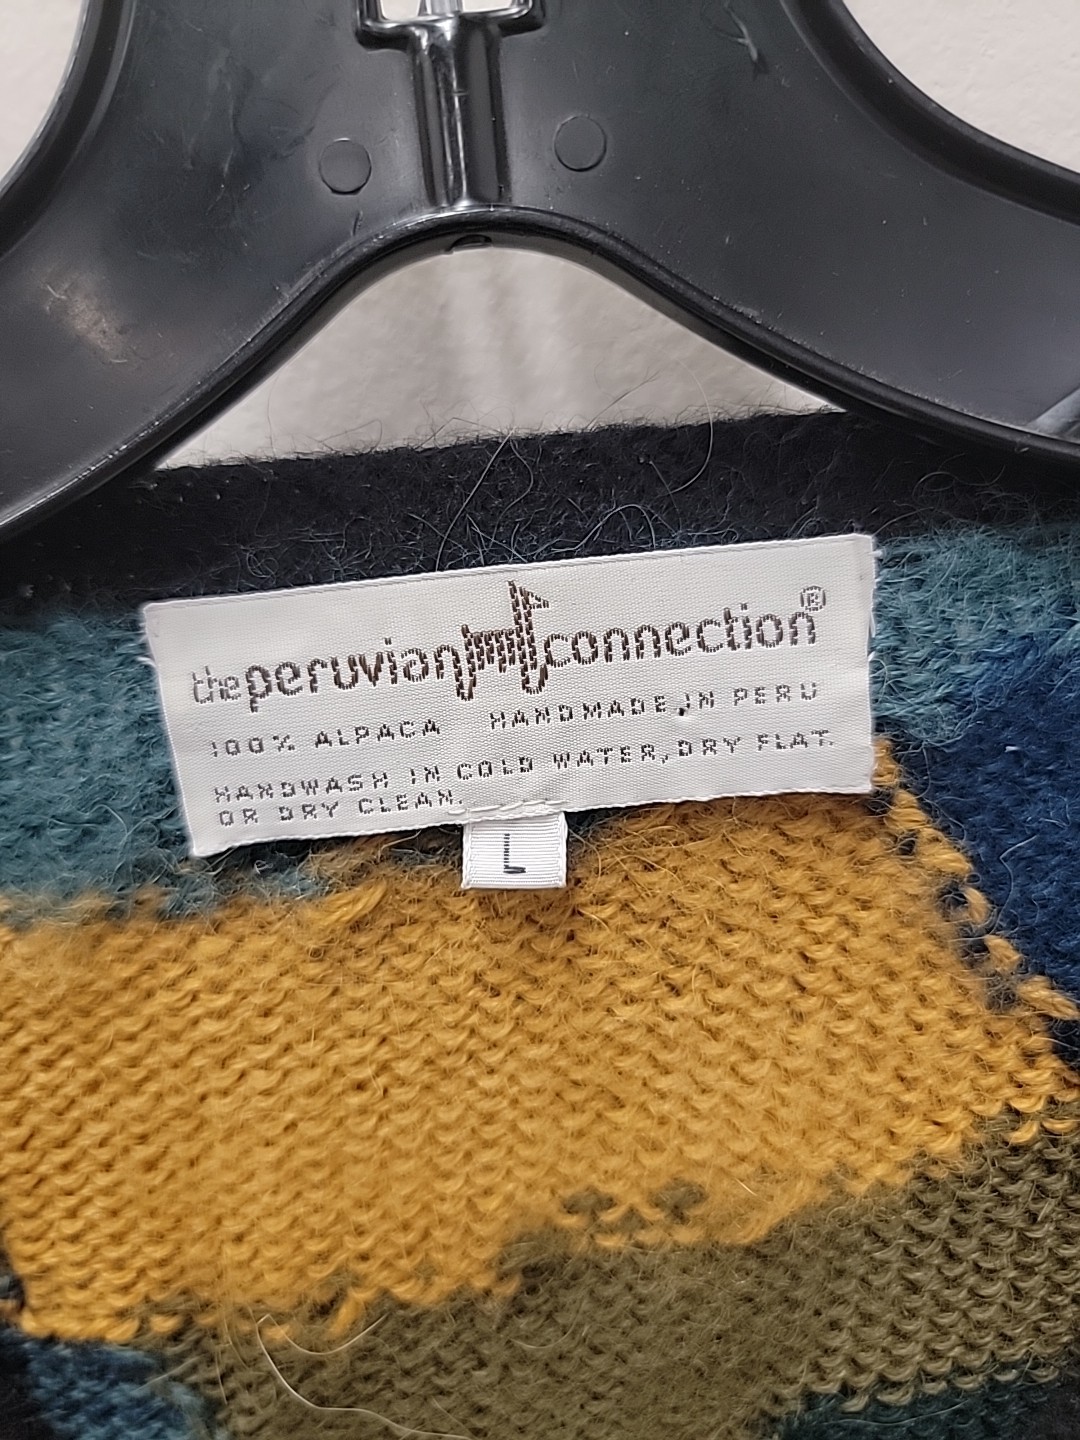 the peruvian connection®
100% ALPACA HANDMADE IN PERU
HANDWASH IN COLD WATER, DRY FLAT.
OR DRY CLEAN.
L